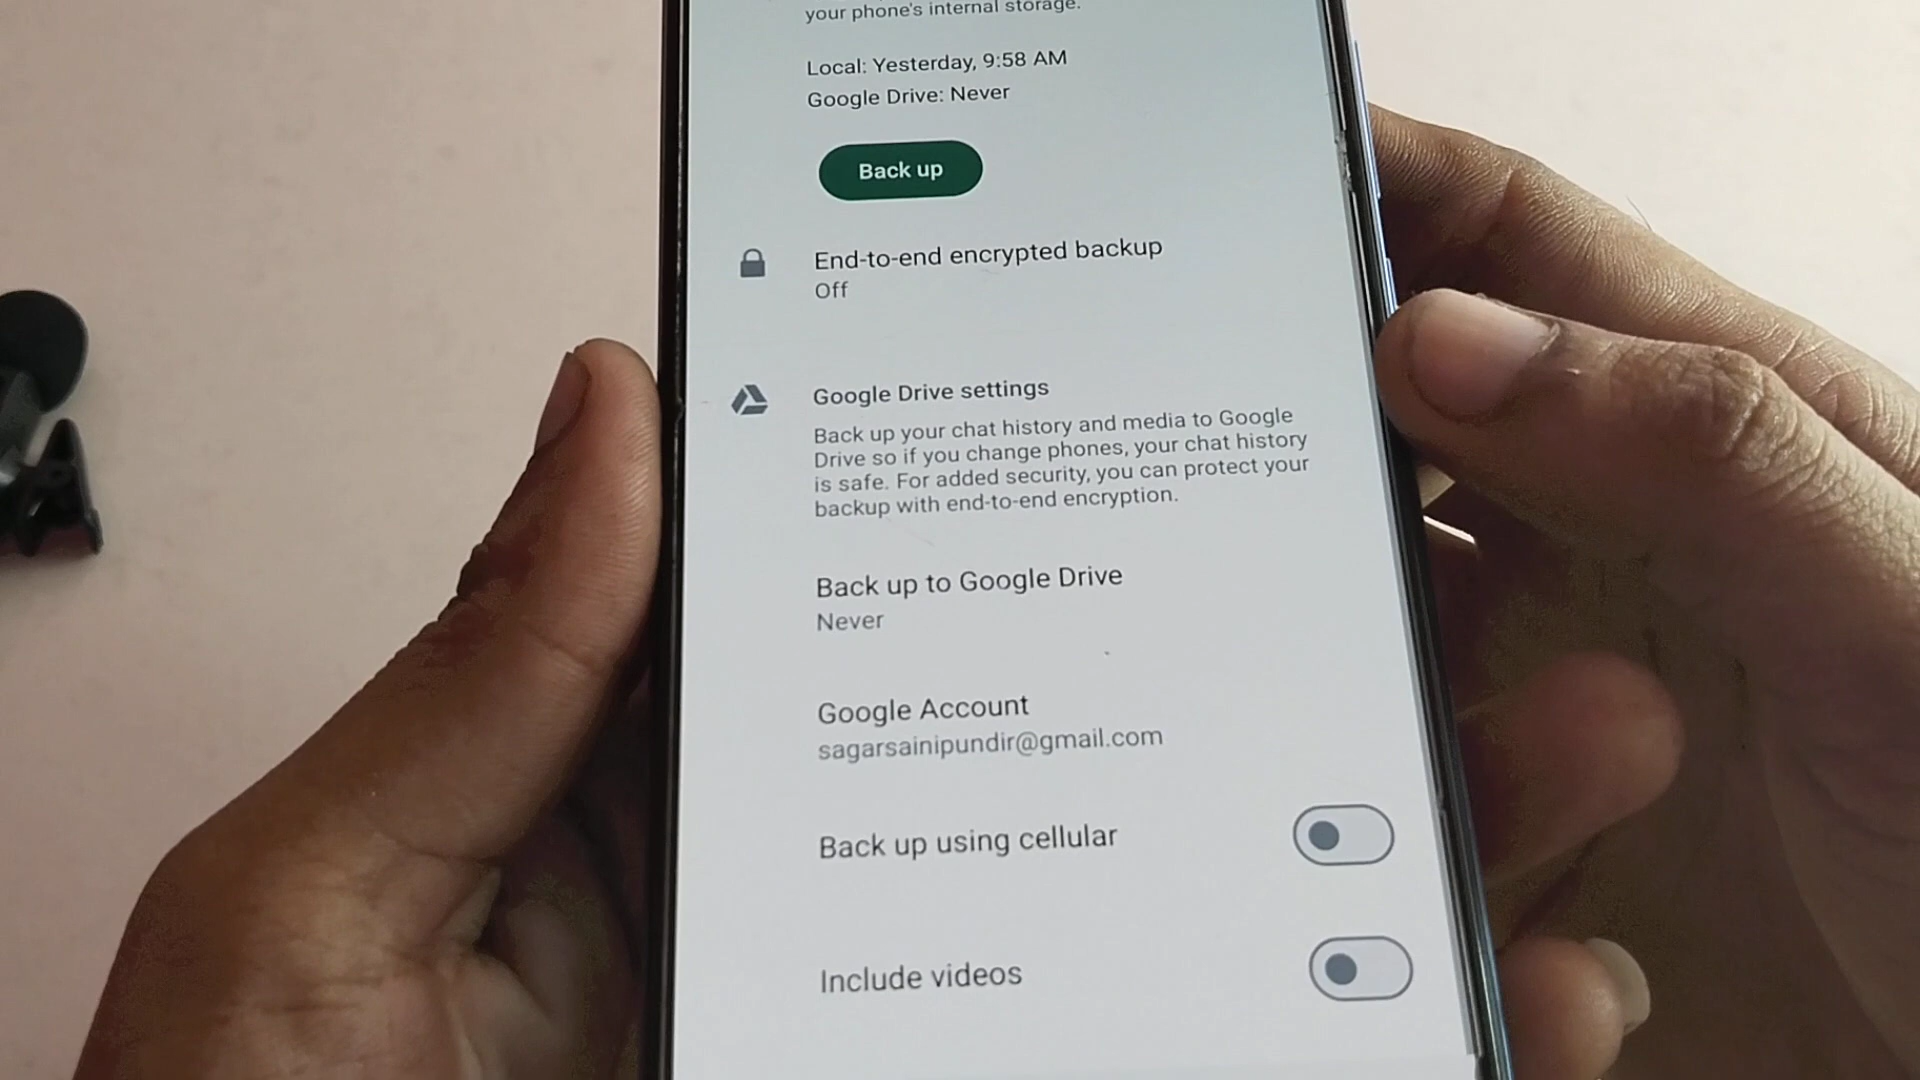 your phone's internal storage.
Local: Yesterday, 9:58 AM
Google Drive: Never
Back up
End-to-end encrypted backup
Off
Google Drive settings
Back up your chat history and media to Google
Drive so if you change phones, your chat history
is safe. For added security, you can protect your
backup with end-to-end encryption.
Back up to Google Drive
Never
Google Account
sagarsainipundir@gmail.com
Back up using cellular
Include videos